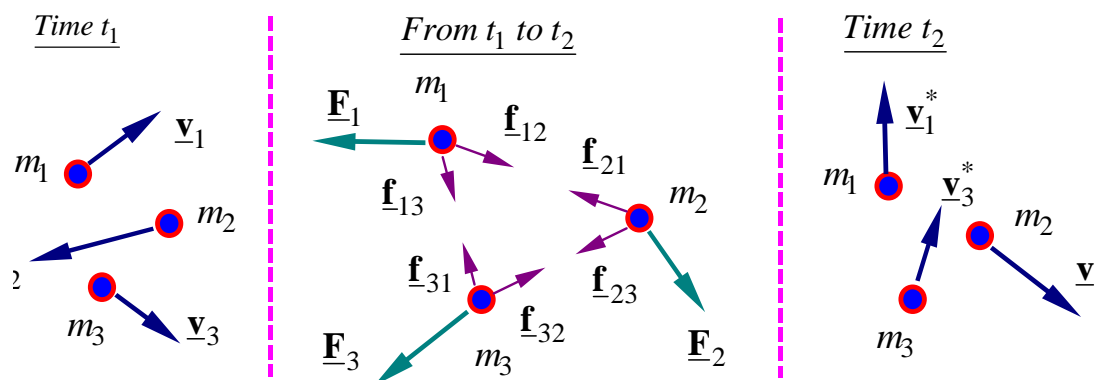 Time t₁
From t₁ to t₂
Time t₂
v₁
m₁
m₂
2
m₃
v₃
m₁
F₁
f₁₂
f₁₃
f₂₁
m₂
f₂₃
F₂
f₃₁
f₃₂
F₃
m₃
v₁*
m₁
v₃*
m₂
v
m₃